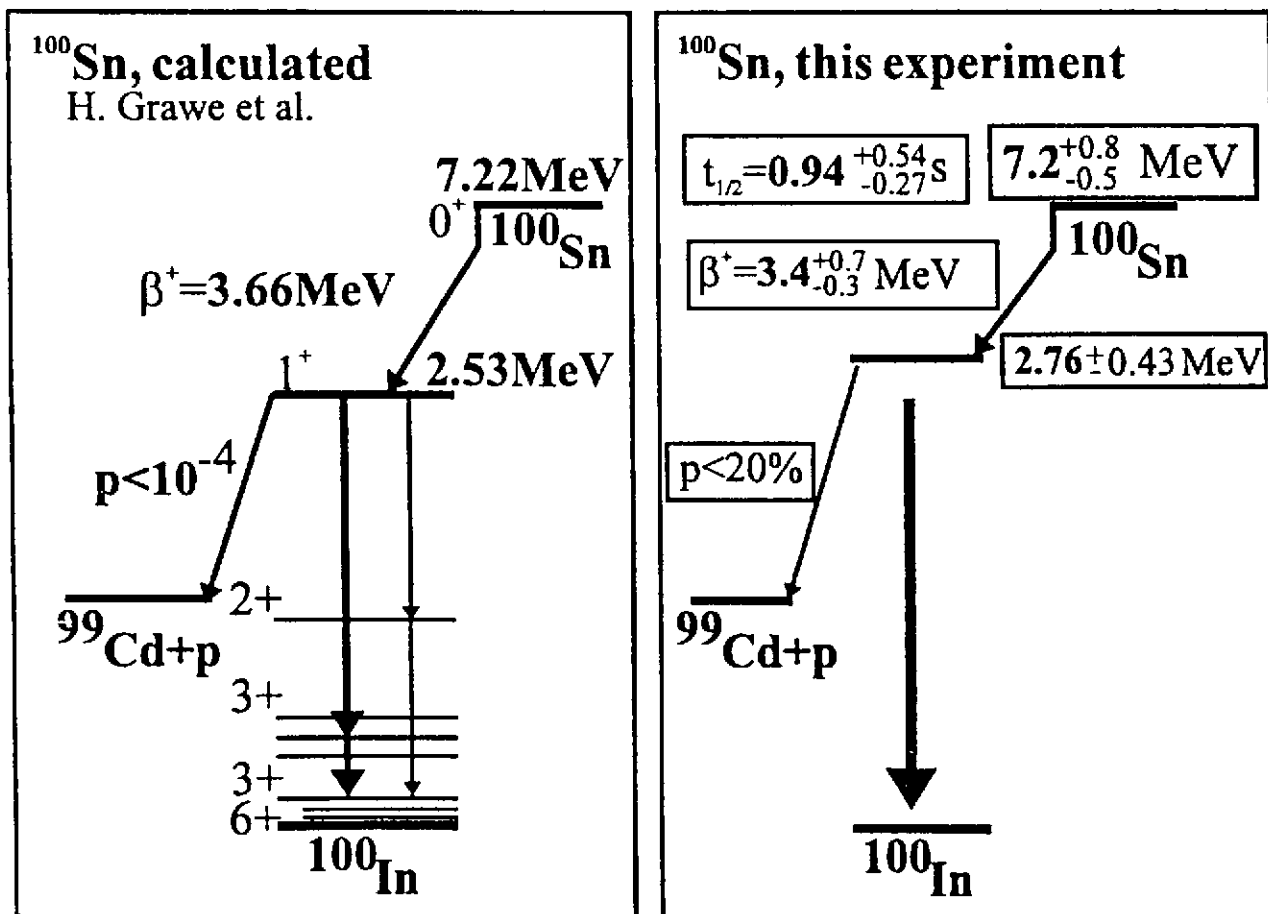 ¹⁰⁰Sn, calculated
H. Grawe et al.
7.22MeV
0⁺
¹⁰⁰Sn
β⁺=3.66MeV
1⁺
2.53MeV
p<10⁻⁴
2+
⁹⁹Cd+p
3+
3+
6+
¹⁰⁰In
¹⁰⁰Sn, this experiment
t₁/₂=0.94 +0.54 -0.27 s
7.2 +0.8 -0.5 MeV
¹⁰⁰Sn
β⁺=3.4 +0.7 -0.3 MeV
2.76±0.43MeV
p<20%
⁹⁹Cd+p
¹⁰⁰In